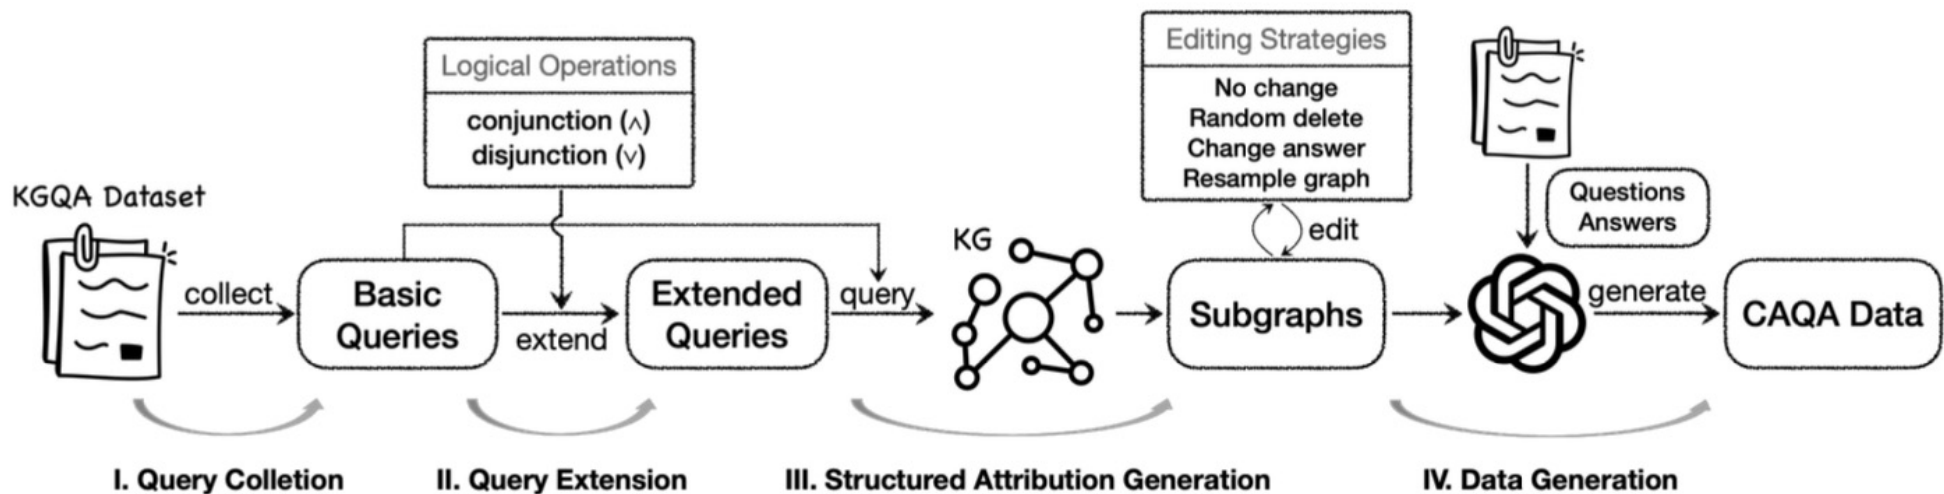 KGQA Dataset
collect
Basic
Queries
Logical Operations
conjunction (∧)
disjunction (∨)
extend
Extended
Queries
query
KG
Editing Strategies
No change
Random delete
Change answer
Resample graph
edit
Subgraphs
Questions
Answers
generate
CAQA Data
I. Query Colletion
II. Query Extension
III. Structured Attribution Generation
IV. Data Generation